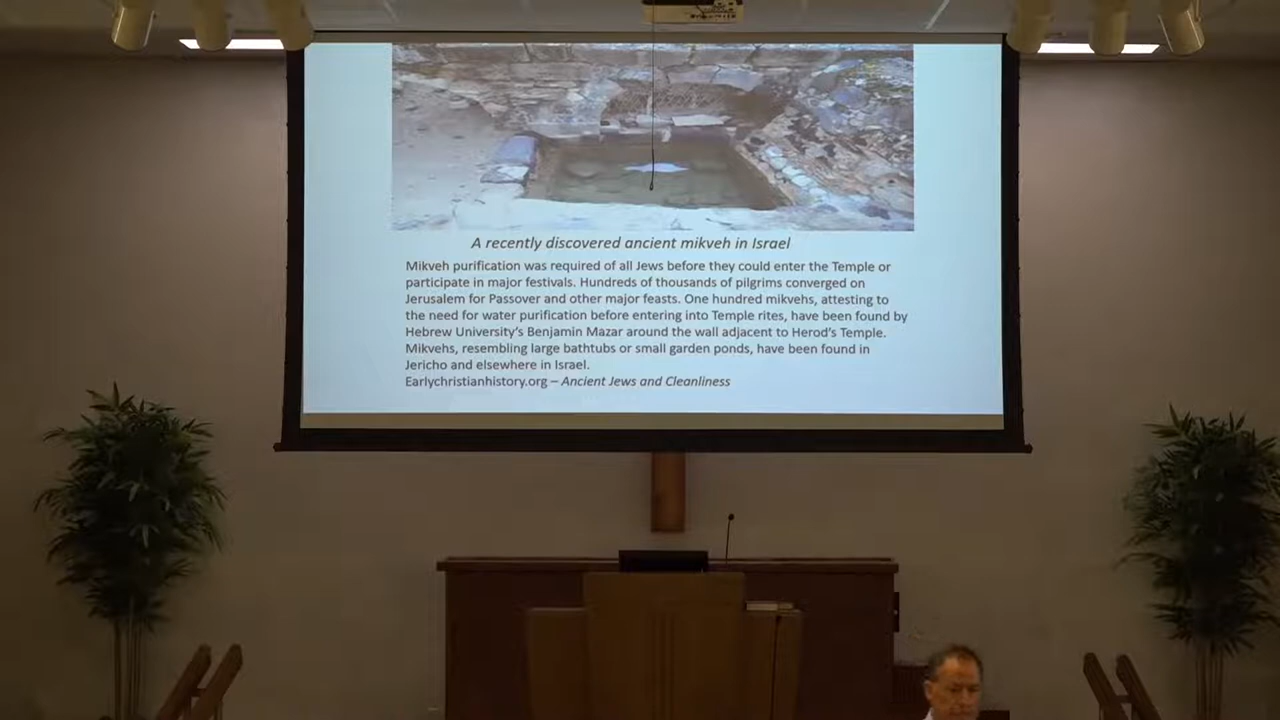 A recently discovered ancient mikveh in Israel
Mikveh purification was required of all Jews before they could enter the Temple or
participate in major festivals. Hundreds of thousands of pilgrims converged on
Jerusalem for Passover and other major feasts. One hundred mikvehs, attesting to
the need for water purification before entering into Temple rites, have been found by
Hebrew University's Benjamin Mazar around the wall adjacent to Herod's Temple.
Mikvehs, resembling large bathtubs or small garden ponds, have been found in
Jericho and elsewhere in Israel.
Earlychristianhistory.org – Ancient Jews and Cleanliness